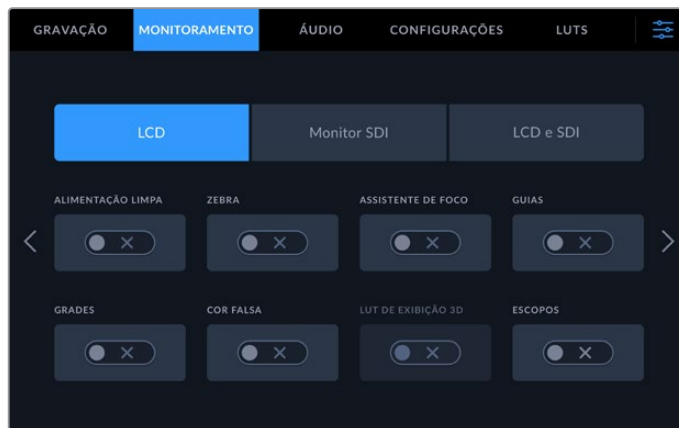 GRAVAÇÃO MONITORAMENTO ÁUDIO CONFIGURAÇÕES LUTS
LCD Monitor SDI LCD e SDI
ALIMENTAÇÃO LIMPA ZEBRA ASSISTENTE DE FOCO GUIAS
GRADES COR FALSA LUT DE EXIBIÇÃO 3D ESCOPOS